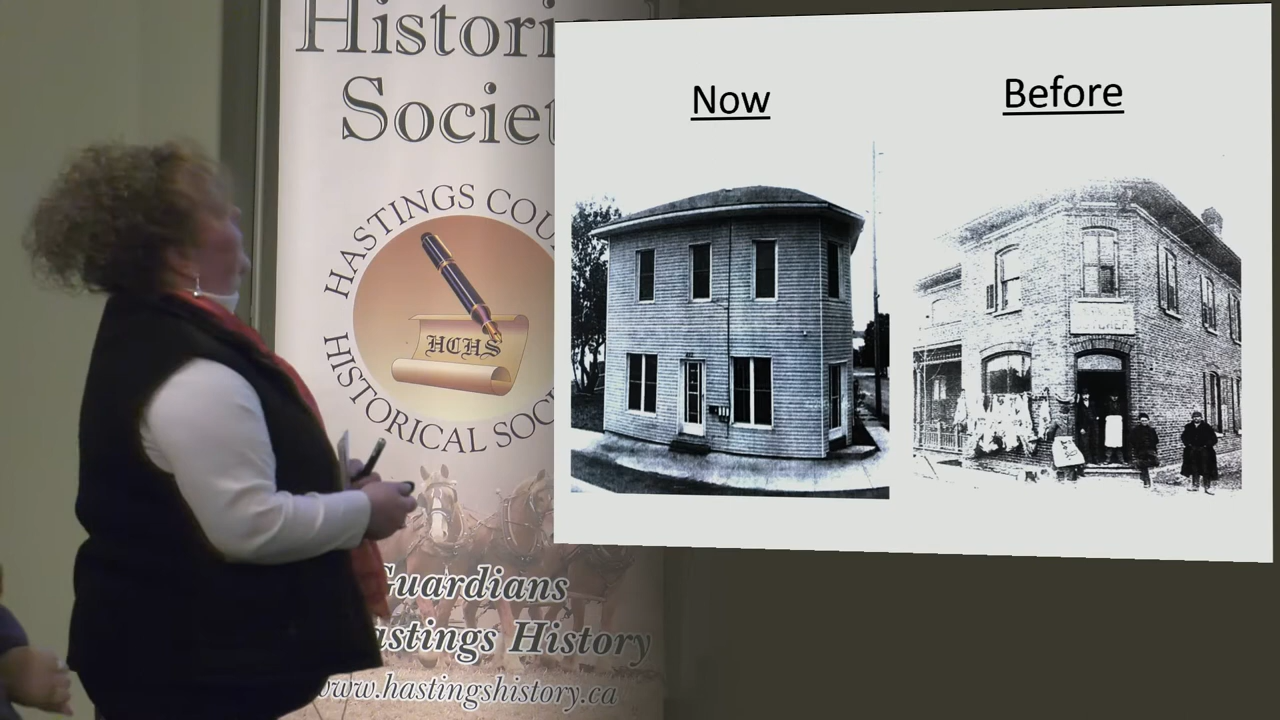 Histori
Societ
HASTINGS COU
HCHS
HISTORICAL SOC
Guardians
astings History
www.hastingshistory.ca
Now
Before